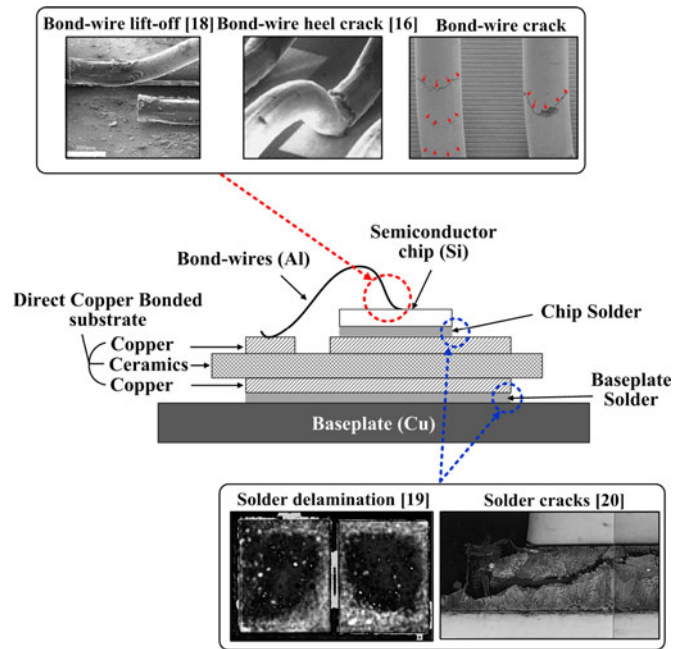 Bond-wire lift-off [18]
Bond-wire heel crack [16]
Bond-wire crack
Semiconductor
chip (Si)
Bond-wires (Al)
Direct Copper Bonded
substrate
Chip Solder
Copper
Ceramics
Copper
Baseplate
Solder
Baseplate (Cu)
Solder delamination [19]
Solder cracks [20]